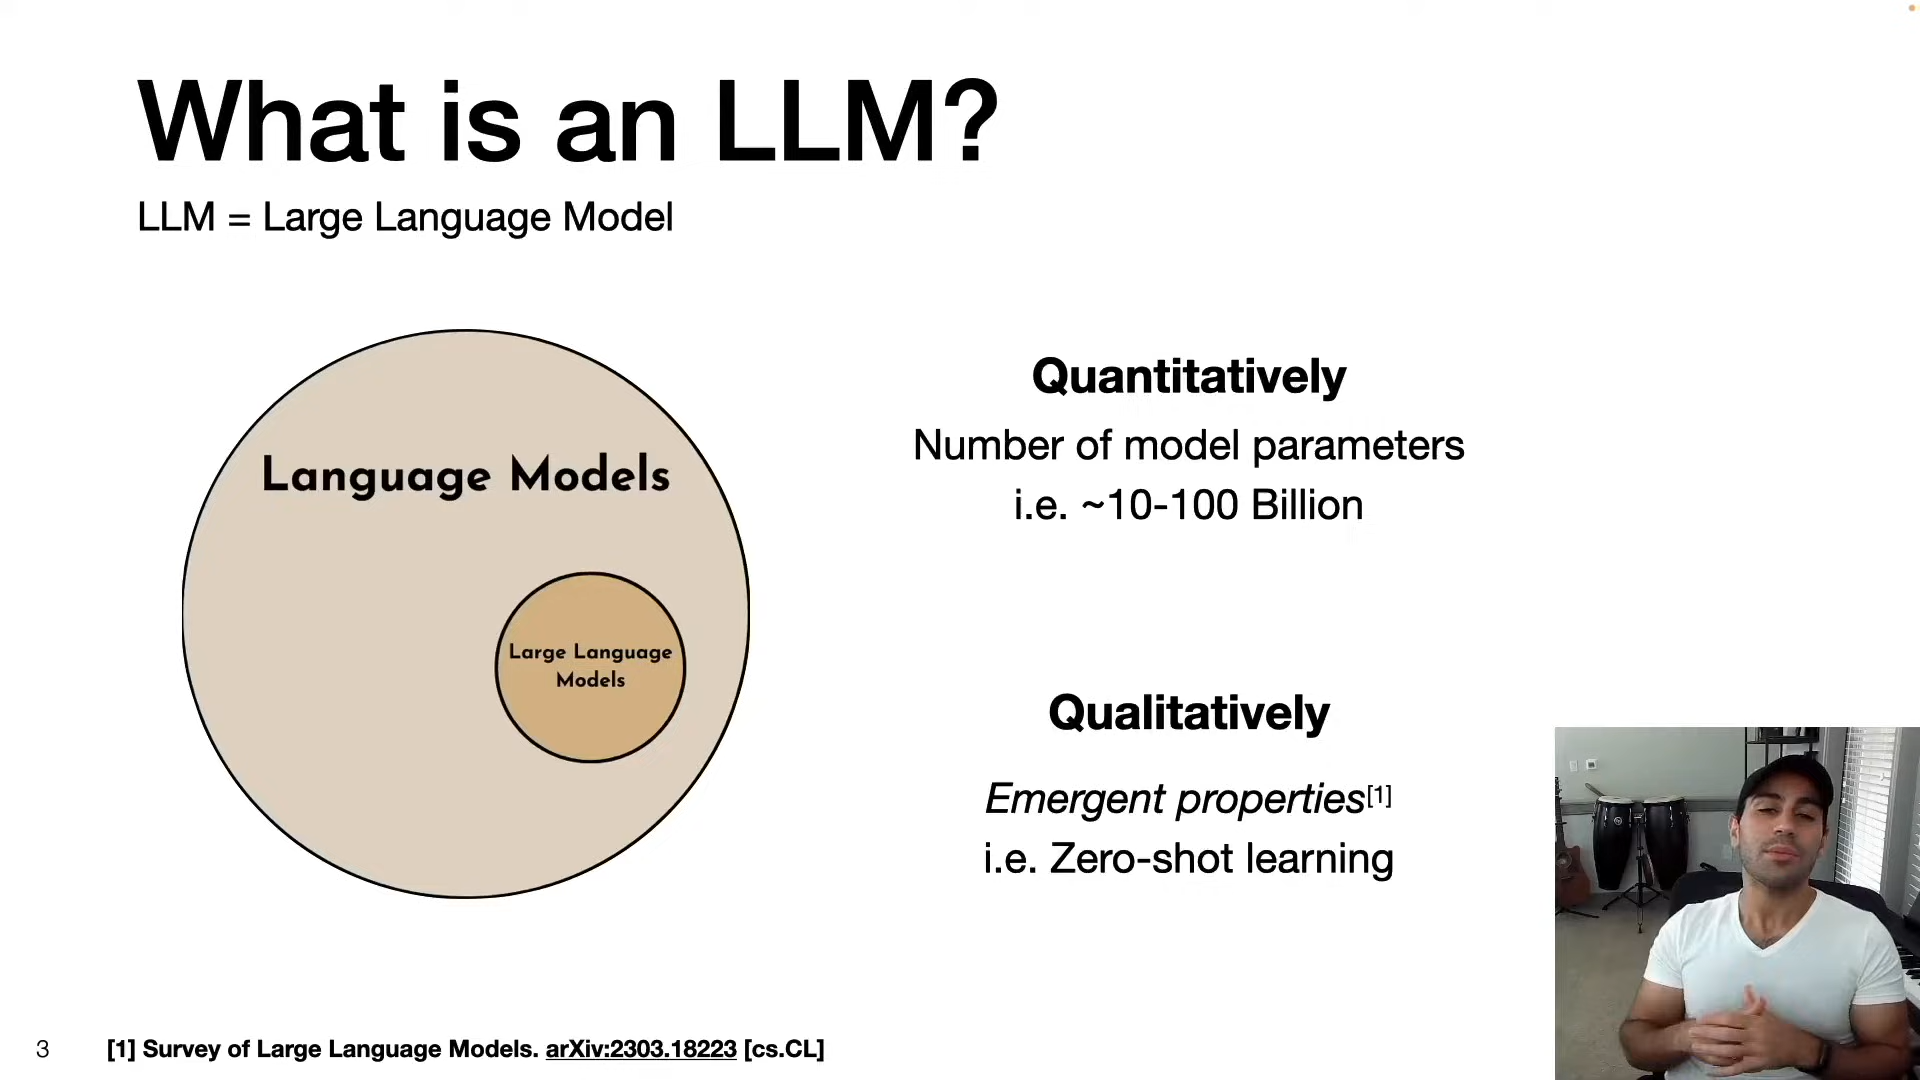 What is an LLM?
LLM = Large Language Model
Language Models
Large Language
Models
Quantitatively
Number of model parameters
i.e. ~10-100 Billion
Qualitatively
Emergent properties[1]
i.e. Zero-shot learning
3
[1] Survey of Large Language Models. arXiv:2303.18223 [cs.CL]